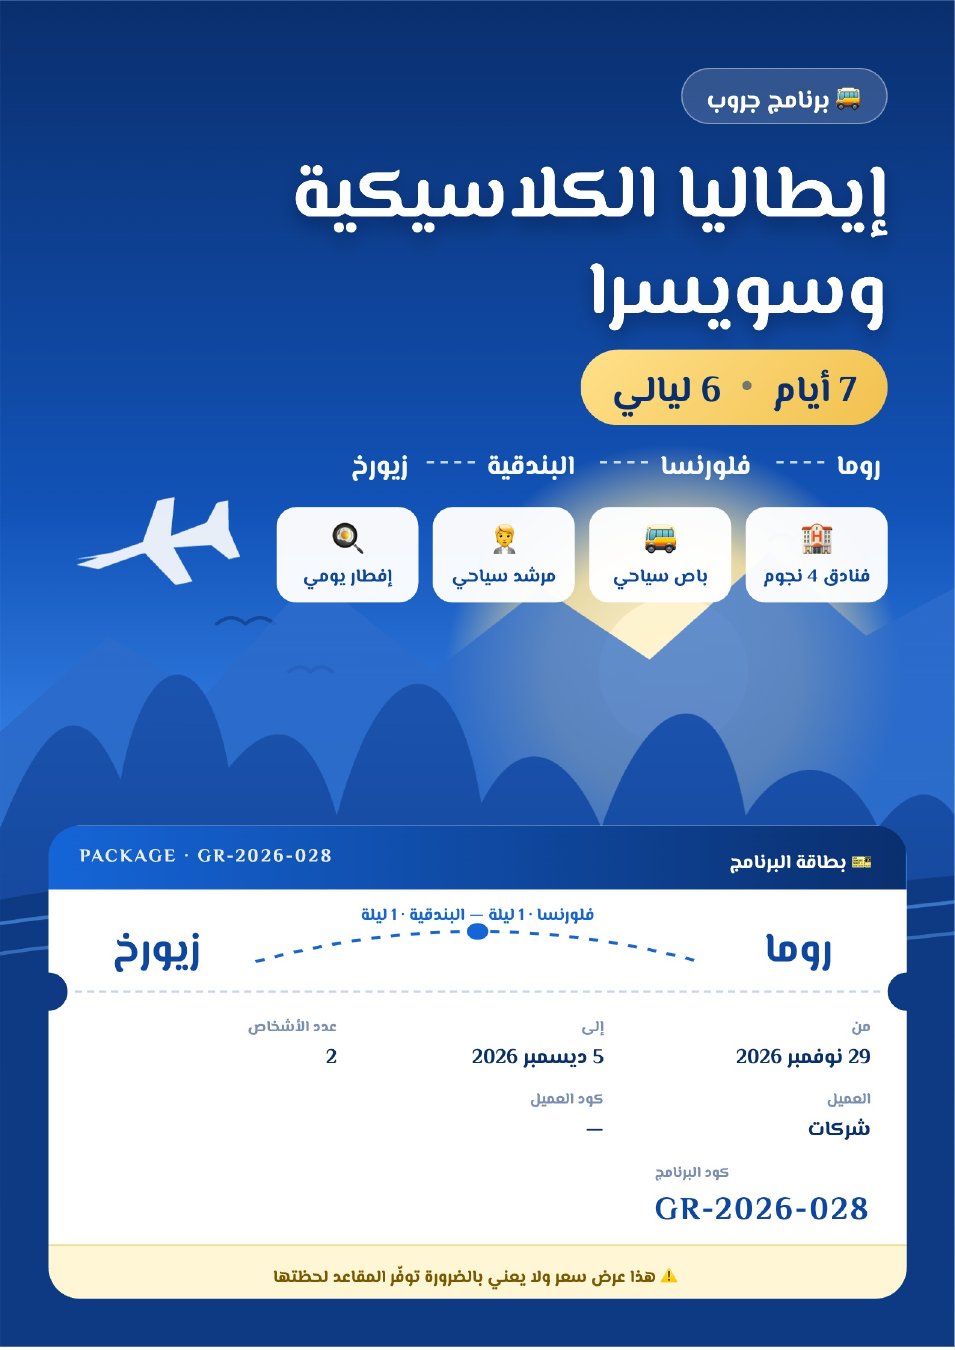 🚌 برنامج جروب
إيطاليا الكلاسيكية
وسويسرا
7 أيام • 6 ليالي
روما ---- فلورنسا ---- البندقية ---- زيورخ
فنادق 4 نجوم
باص سياحي
مرشد سياحي
إفطار يومي
🎫 بطاقة البرنامج
PACKAGE · GR-2026-028
فلورنسا · 1 ليلة — البندقية · 1 ليلة
روما
زيورخ
من
29 نوفمبر 2026
إلى
5 ديسمبر 2026
عدد الأشخاص
2
العميل
شركات
كود العميل
—
كود البرنامج
GR-2026-028
⚠️ هذا عرض سعر ولا يعني بالضرورة توفّر المقاعد لحظتها